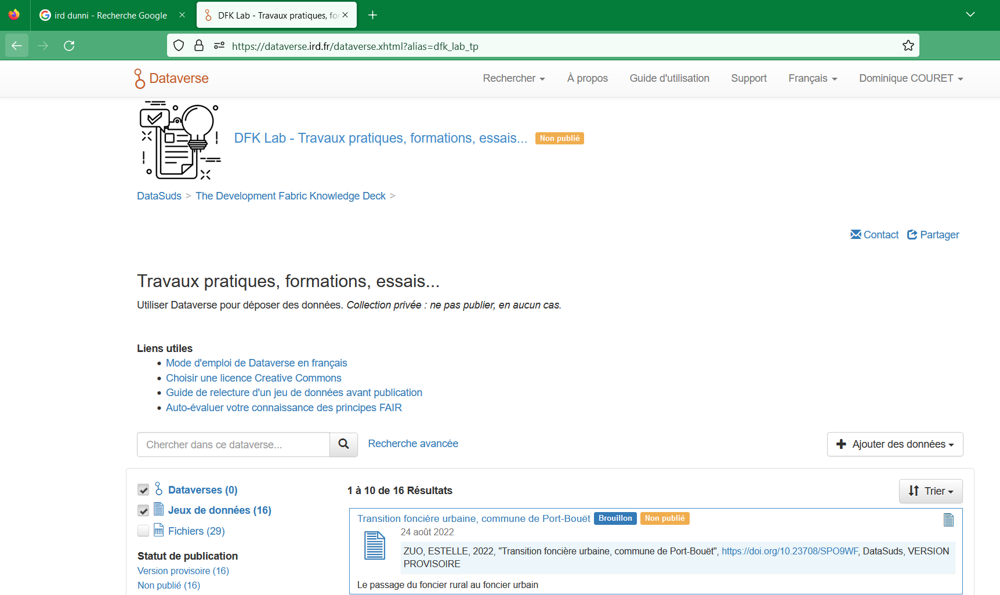 ird dunni - Recherche Google
DFK Lab - Travaux pratiques, for
https://dataverse.ird.fr/dataverse.xhtml?alias=dfk_lab_tp
Dataverse
Rechercher
À propos
Guide d'utilisation
Support
Français
Dominique COURET
DFK Lab - Travaux pratiques, formations, essais... Non publié
DataSuds > The Development Fabric Knowledge Deck >
Contact
Partager
Travaux pratiques, formations, essais...
Utiliser Dataverse pour déposer des données. Collection privée : ne pas publier, en aucun cas.
Liens utiles
Mode d'emploi de Dataverse en français
Choisir une licence Creative Commons
Guide de relecture d'un jeu de données avant publication
Auto-évaluer votre connaissance des principes FAIR
Chercher dans ce dataverse...
Recherche avancée
Ajouter des données
Dataverses (0)
Jeux de données (16)
Fichiers (29)
Statut de publication
Version provisoire (16)
Non publié (16)
1 à 10 de 16 Résultats
Trier
Transition foncière urbaine, commune de Port-Bouët Brouillon Non publié
24 août 2022
ZUO, ESTELLE, 2022, "Transition foncière urbaine, commune de Port-Bouët", https://doi.org/10.23708/SPO9WF, DataSuds, VERSION
PROVISOIRE
Le passage du foncier rural au foncier urbain